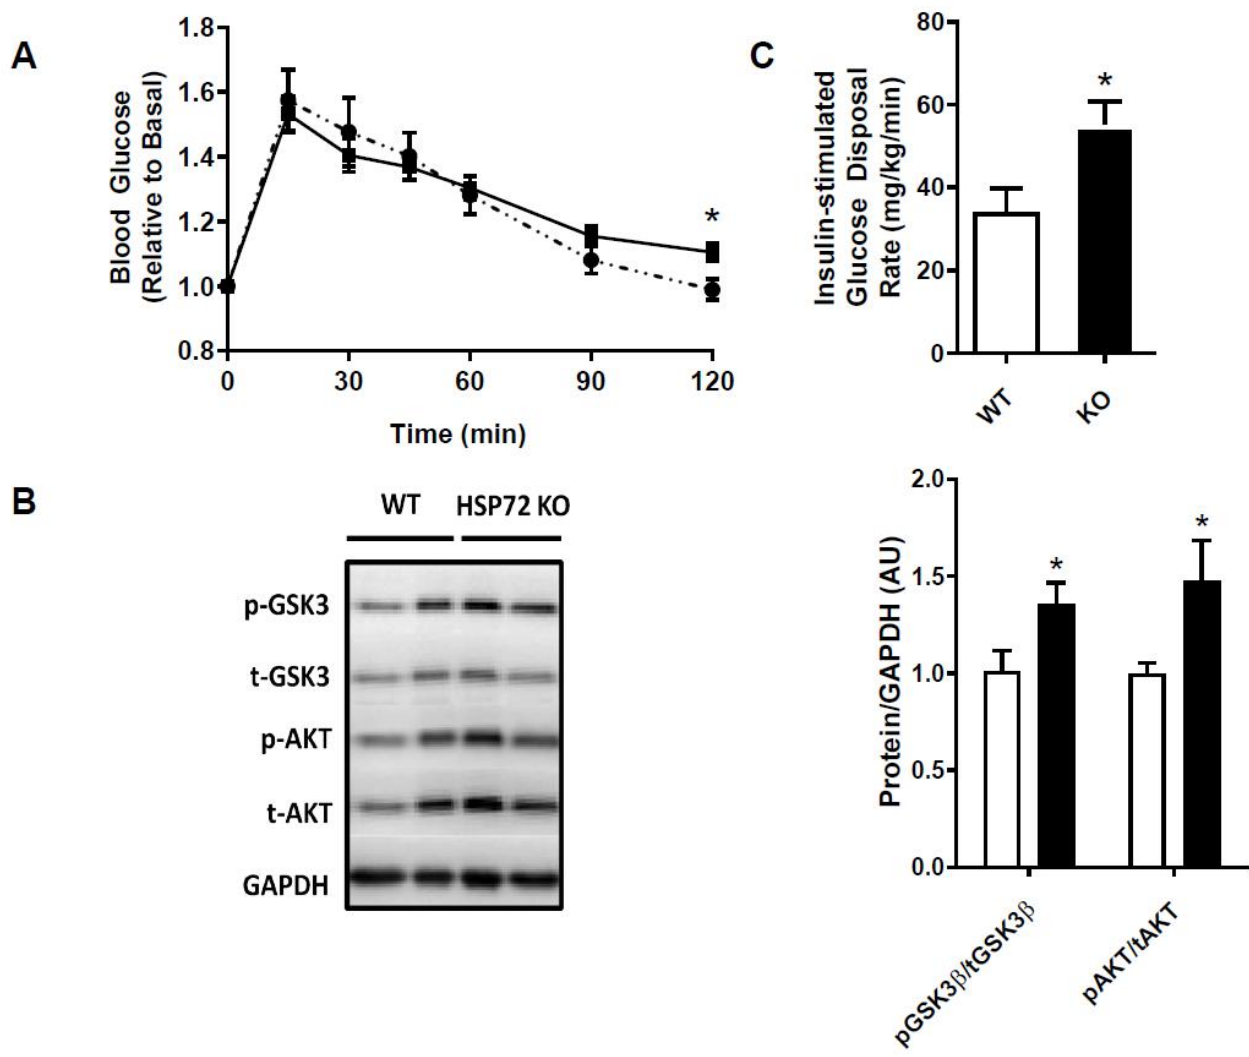 A
Blood Glucose
(Relative to Basal)
1.8
1.6
1.4
1.2
1.0
0.8
*
0 30 60 90 120
Time (min)
C
Insulin-stimulated
Glucose Disposal
Rate (mg/kg/min)
80
60
40
20
0
*
WT KO
B
WT HSP72 KO
p-GSK3
t-GSK3
p-AKT
t-AKT
GAPDH
Protein/GAPDH (AU)
2.0
1.5
1.0
0.5
0.0
* *
pGSK3β/tGSK3β pAKT/tAKT